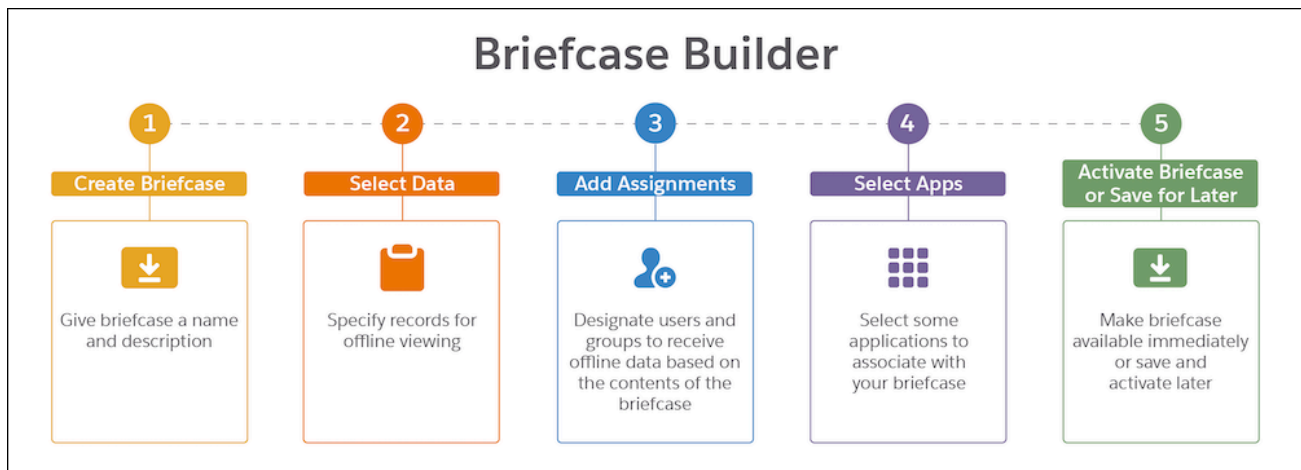 Briefcase Builder
1
2
3
4
5
Create Briefcase
Select Data
Add Assignments
Select Apps
Activate Briefcase
or Save for Later
Give briefcase a name
and description
Specify records for
offline viewing
Designate users and
groups to receive
offline data based on
the contents of the
briefcase
Select some
applications to
associate with
your briefcase
Make briefcase
available immediately
or save and
activate later